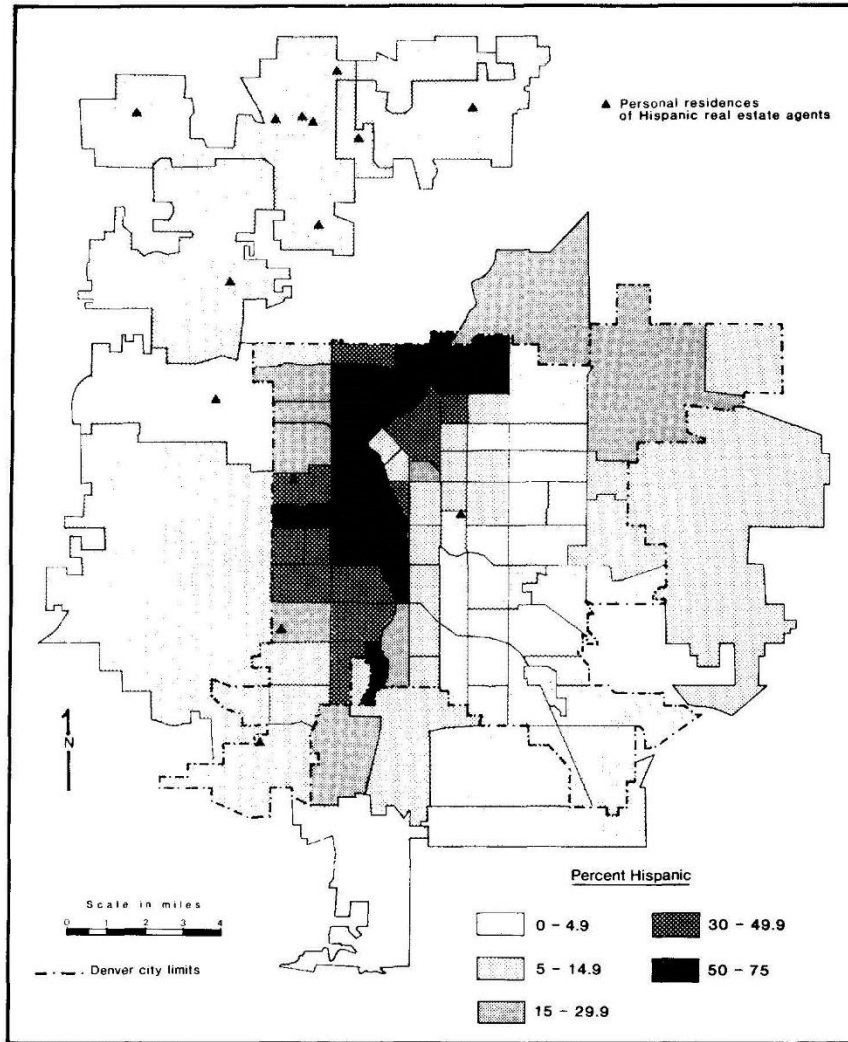 ▲ Personal residences
of Hispanic real estate agents
N
Scale in miles
0 1 2 3 4
Denver city limits
Percent Hispanic
0 - 4.9
5 - 14.9
15 - 29.9
30 - 49.9
50 - 75